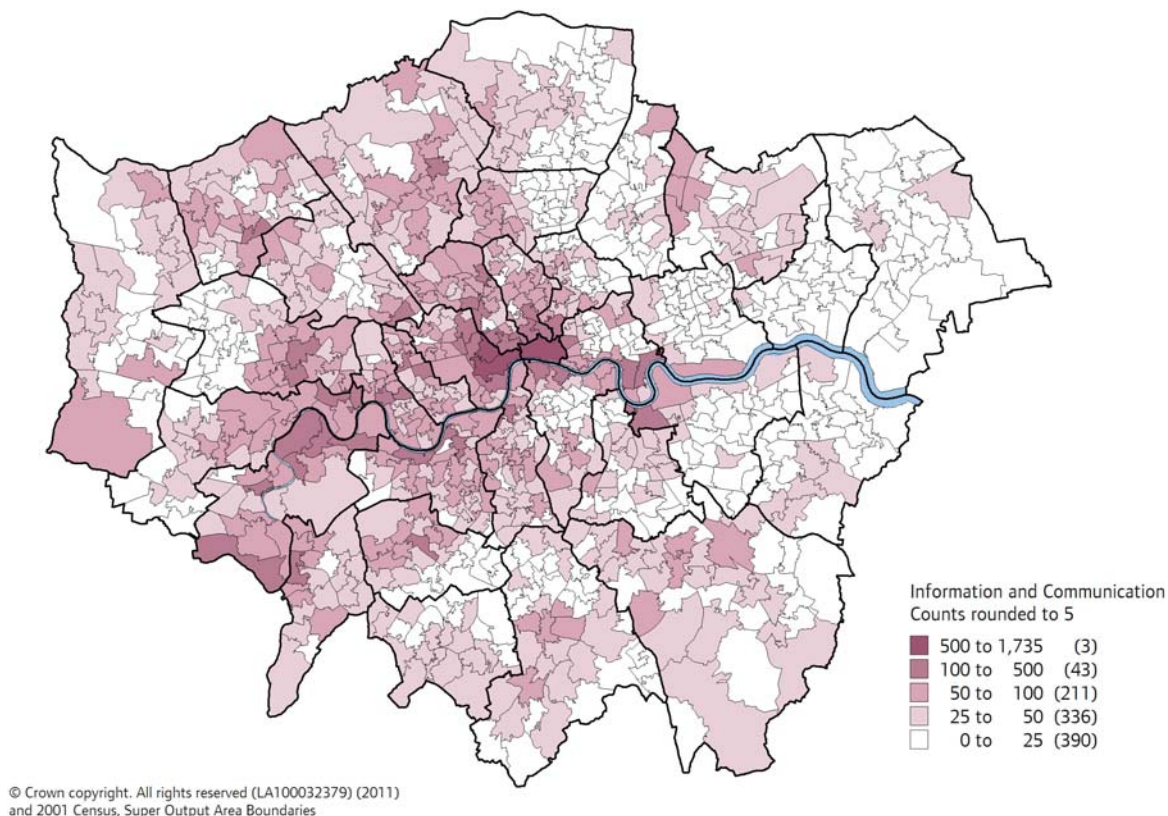 Information and Communication
Counts rounded to 5
500 to 1,735 (3)
100 to 500 (43)
50 to 100 (211)
25 to 50 (336)
0 to 25 (390)
© Crown copyright. All rights reserved (LA100032379) (2011)
and 2001 Census, Super Output Area Boundaries